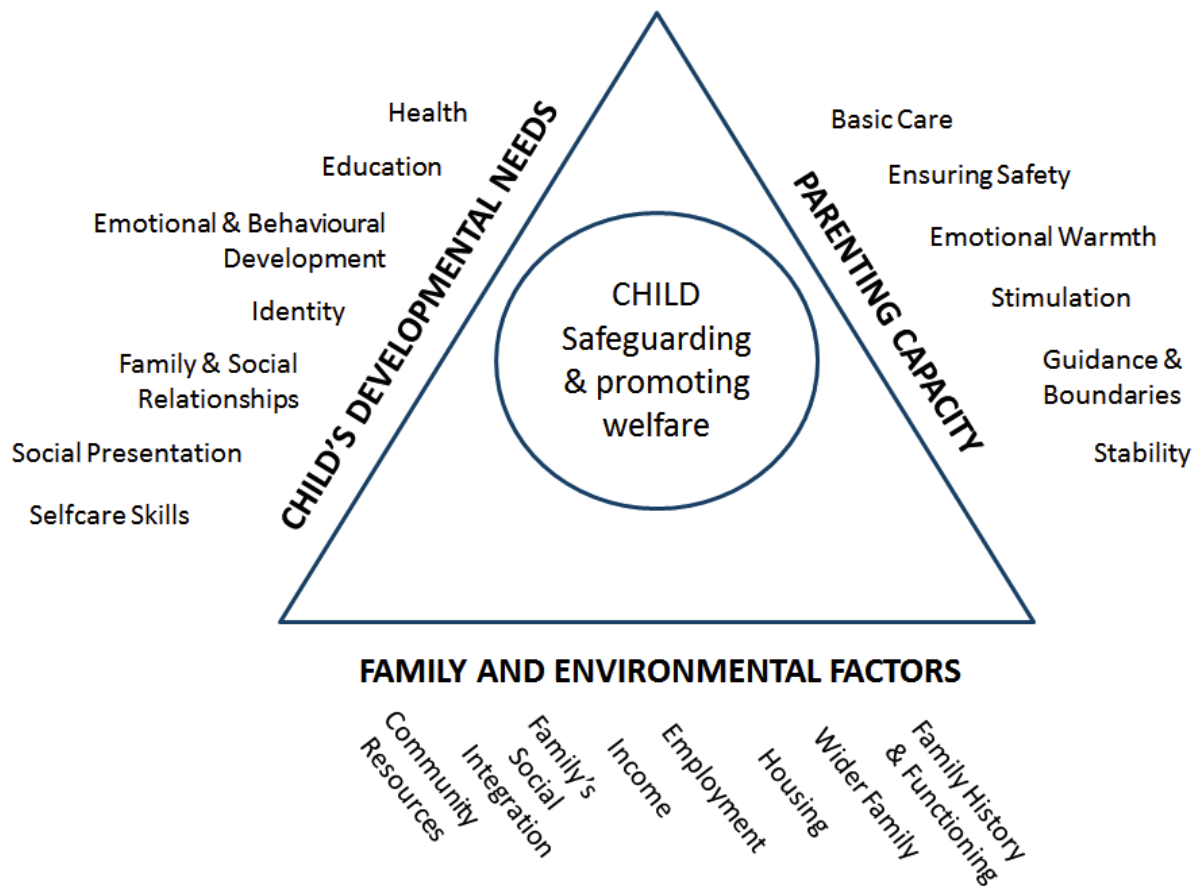 Health
Education
Emotional & Behavioural
Development
Identity
Family & Social
Relationships
Social Presentation
Selfcare Skills
CHILD'S DEVELOPMENTAL NEEDS
CHILD
Safeguarding
& promoting
welfare
PARENTING CAPACITY
Basic Care
Ensuring Safety
Emotional Warmth
Stimulation
Guidance &
Boundaries
Stability
FAMILY AND ENVIRONMENTAL FACTORS
Community
Resources
Family's
Social
Integration
Income
Employment
Housing
Wider Family
Family History
& Functioning